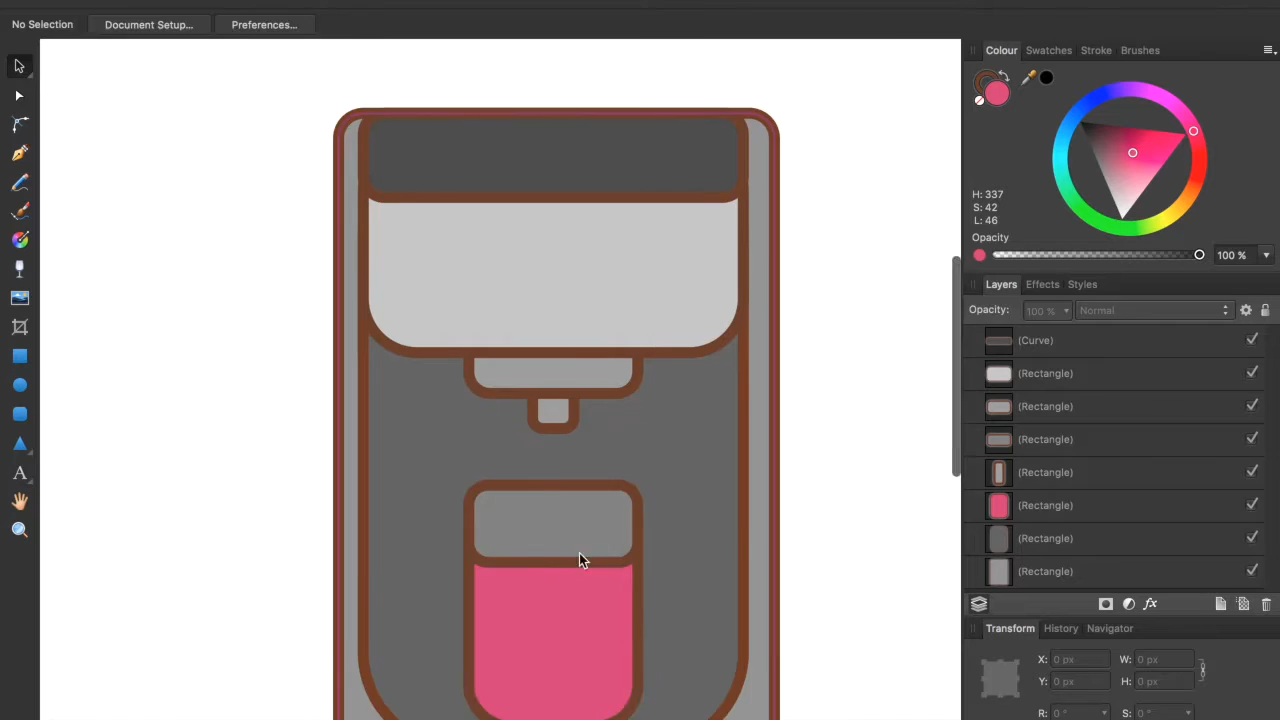 No Selection Document Setup... Preferences...
Colour Swatches Stroke Brushes
H: 337
S: 42
L: 46
Opacity
100 %
Layers Effects Styles
Opacity: 100 % Normal
(Curve)
(Rectangle)
(Rectangle)
(Rectangle)
(Rectangle)
(Rectangle)
(Rectangle)
(Rectangle)
fx
Transform History Navigator
X: 0 px W: 0 px
Y: 0 px H: 0 px
R: 0 ° S: 0 °
A